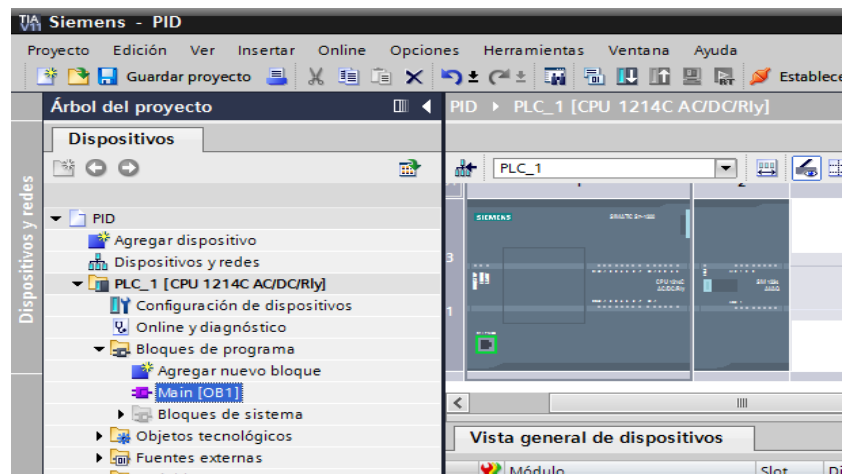 Siemens - PID
Proyecto Edición Ver Insertar Online Opciones Herramientas Ventana Ayuda
Guardar proyecto Establece
Árbol del proyecto
PID PLC_1 [CPU 1214C AC/DC/Rly]
Dispositivos
PLC_1
Dispositivos y redes
PID
Agregar dispositivo
Dispositivos y redes
PLC_1 [CPU 1214C AC/DC/Rly]
Configuración de dispositivos
Online y diagnóstico
Bloques de programa
Agregar nuevo bloque
Main [OB1]
Bloques de sistema
Objetos tecnológicos
Fuentes externas
SIEMENS
3
1
Vista general de dispositivos
Módulo Slot